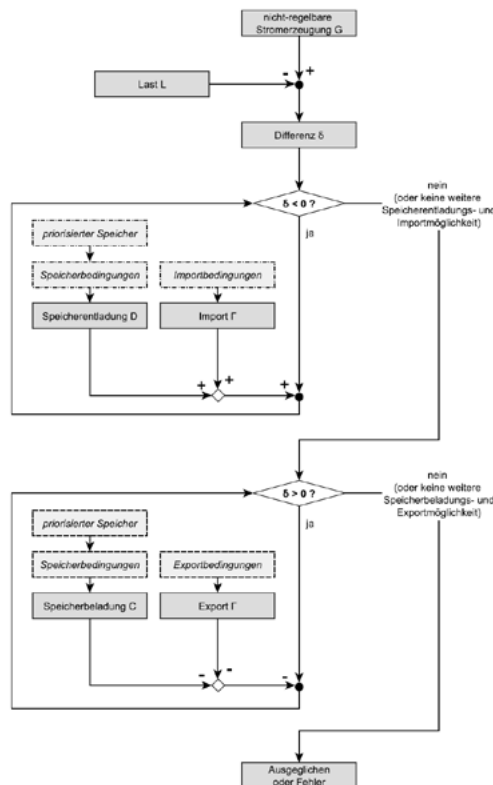 nicht-regelbare
Stromerzeugung G
- +
Last L
Differenz δ
δ < 0 ?
nein
(oder keine weitere
Speicherentladungs- und
Importmöglichkeit)
ja
priorisierter Speicher
Speicherbedingungen
Importbedingungen
Speicherentladung D
Import Γ
+ + +
δ > 0 ?
nein
(oder keine weitere
Speicherbeladungs- und
Exportmöglichkeit)
ja
priorisierter Speicher
Speicherbedingungen
Exportbedingungen
Speicherbeladung C
Export Γ
- - -
Ausgeglichen
oder Fehler